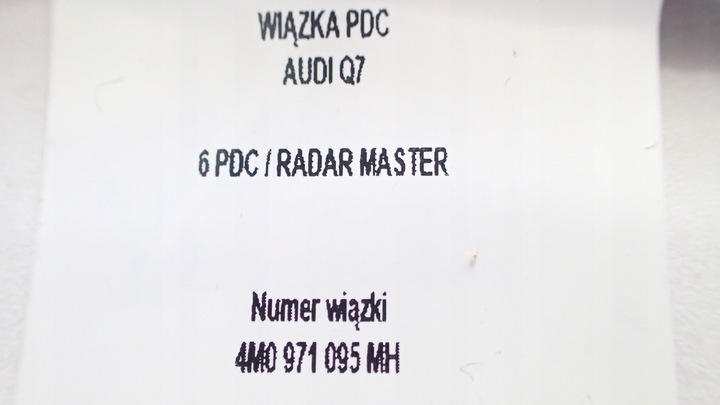 WIĄZKA PDC
AUDI Q7
6 PDC / RADAR MASTER
Numer wiązki
4M0 971 095 MH